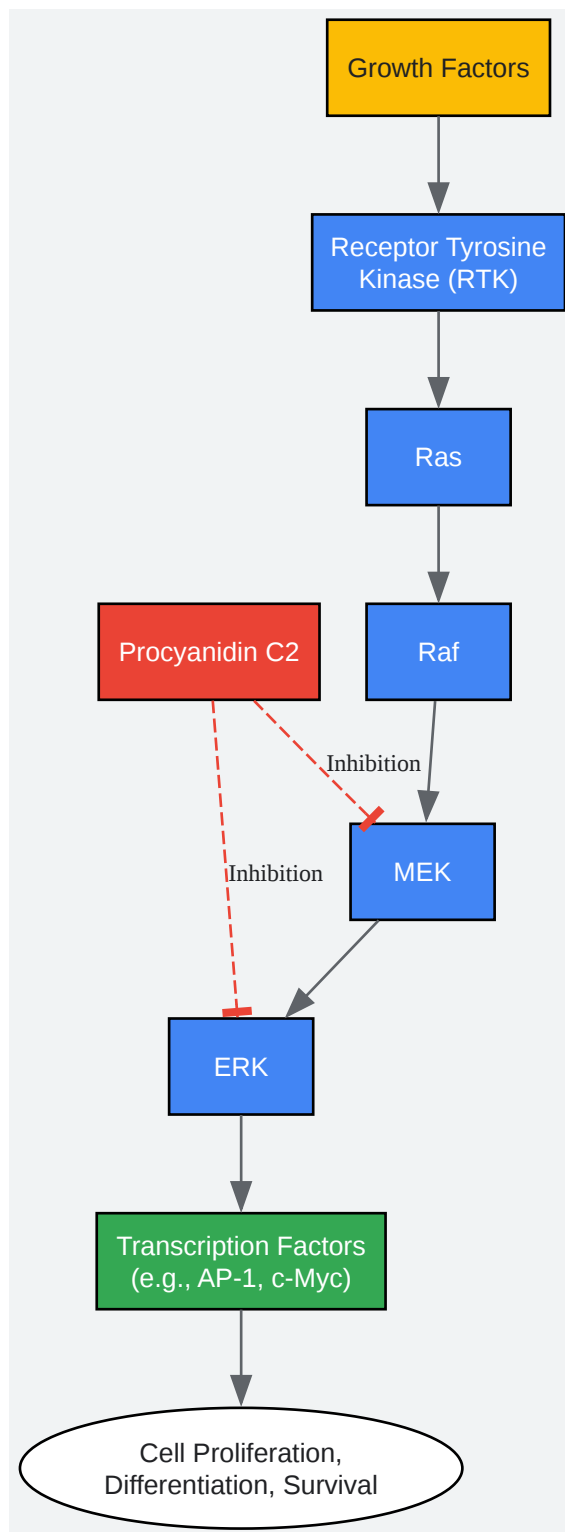 Growth Factors
Receptor Tyrosine
Kinase (RTK)
Ras
Procyanidin C2
Raf
Inhibition
Inhibition
MEK
ERK
Transcription Factors
(e.g., AP-1, c-Myc)
Cell Proliferation,
Differentiation, Survival